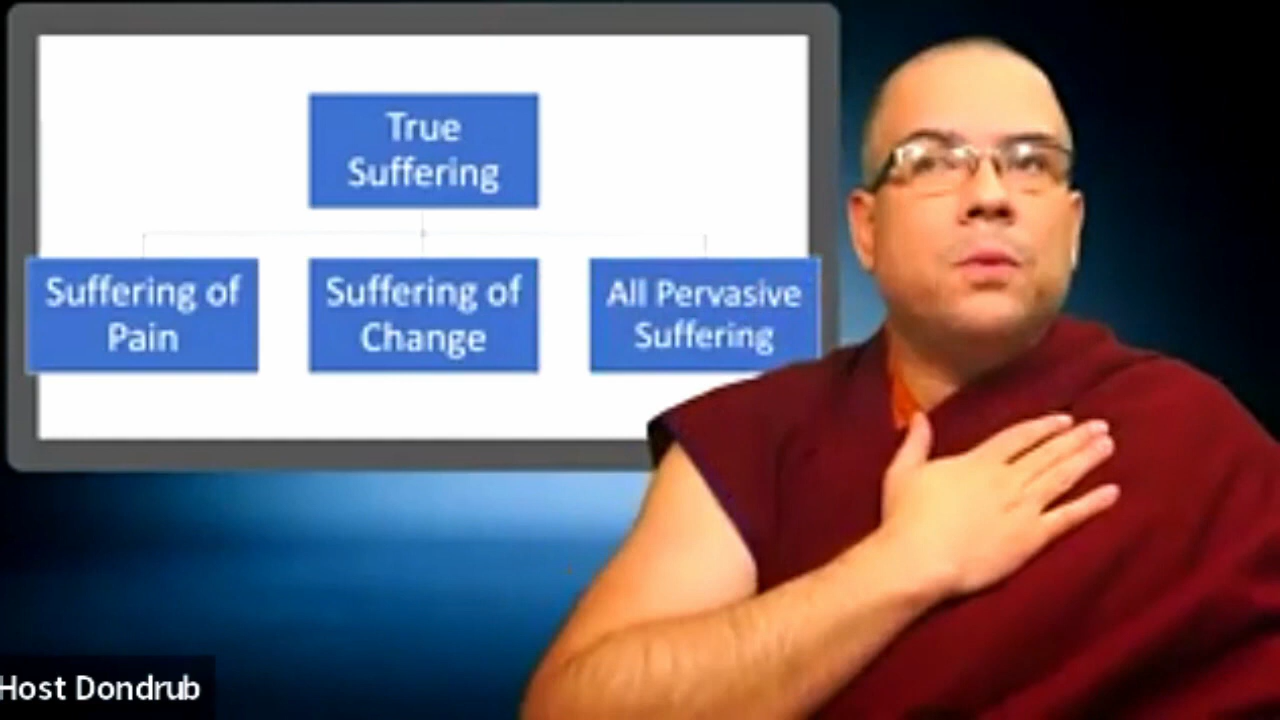 True
Suffering
Suffering of
Pain
Suffering of
Change
All Pervasive
Suffering
Host Dondrub